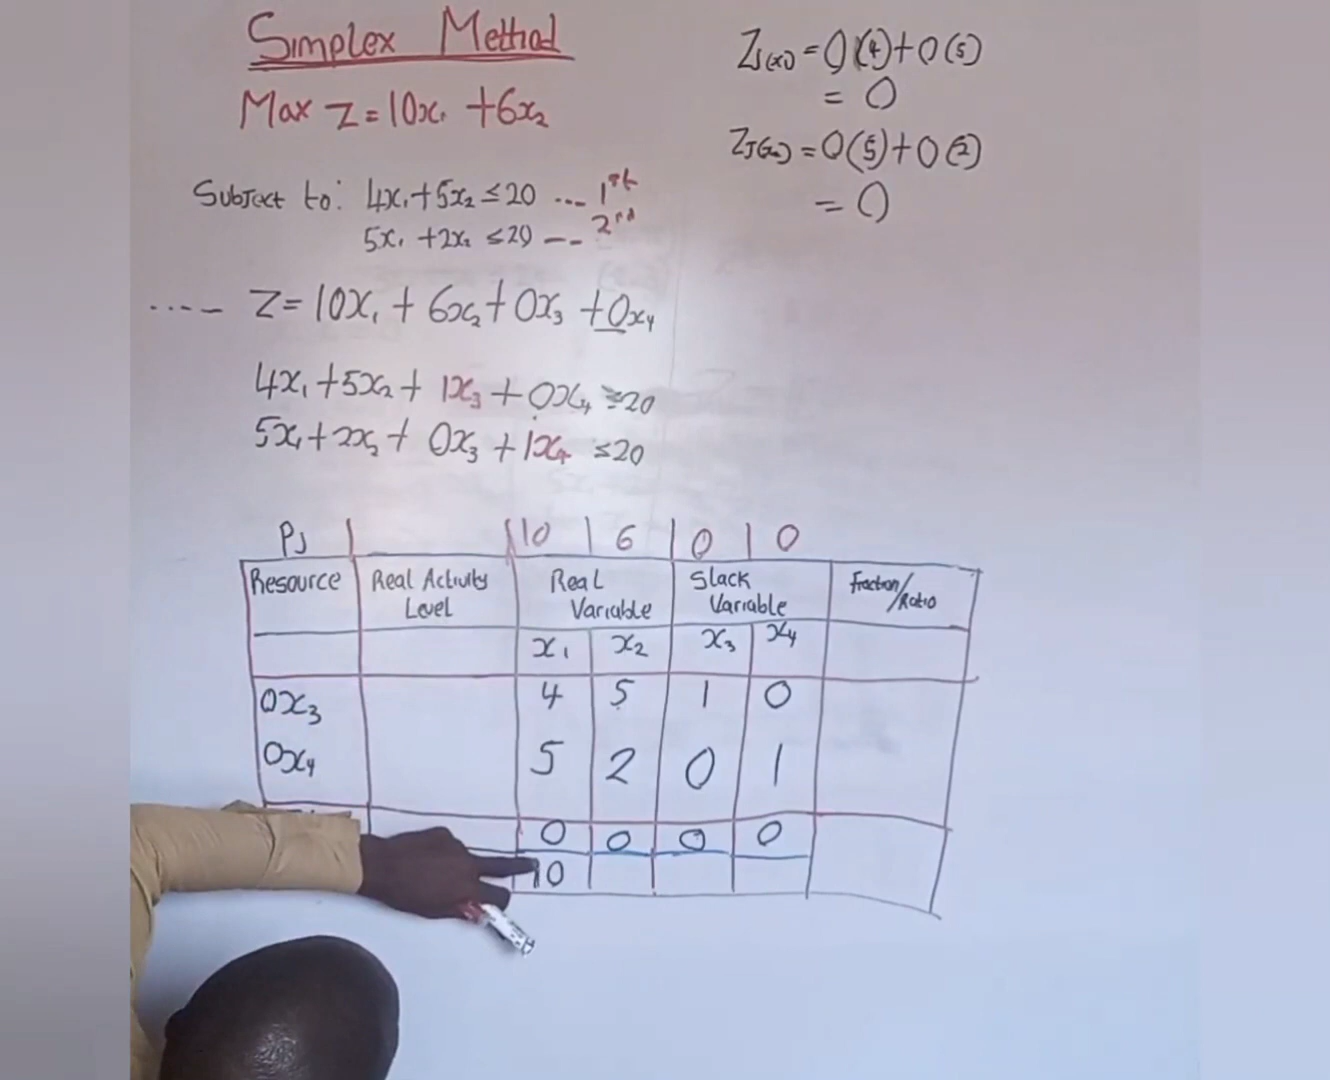 Simplex Method
Max Z = 10x₁ + 6x₂
Subject to: 4x₁ + 5x₂ ≤ 20 .... 1st
5x₁ + 2x₂ ≤ 20 --- 2nd
.... Z = 10x₁ + 6x₂ + 0x₃ + 0x₄
4x₁ + 5x₂ + 1x₃ + 0x₄ ≤ 20
5x₁ + 2x₂ + 0x₃ + 1x₄ ≤ 20
ZJ(x₁) = 0(4) + 0(5)
= 0
ZJ(x₂) = 0(5) + 0(2)
= 0
PJ 10 6 0 0
Resource Real Activity Level Real Variable Slack Variable Fraction/Ratio
x₁ x₂ x₃ x₄
0x₃ 4 5 1 0
0x₄ 5 2 0 1
0 0 0 0
10